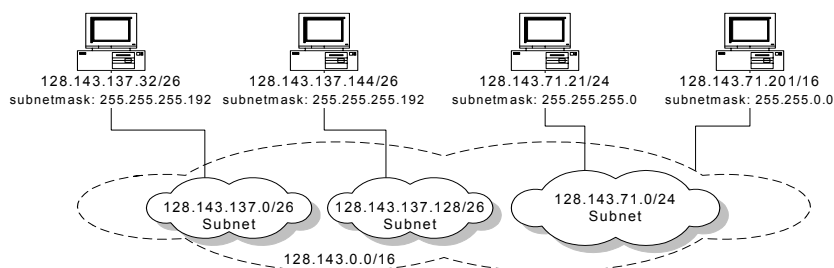 128.143.137.32/26
subnetmask: 255.255.255.192
128.143.137.144/26
subnetmask: 255.255.255.192
128.143.71.21/24
subnetmask: 255.255.255.0
128.143.71.201/16
subnetmask: 255.255.0.0
128.143.137.0/26
Subnet
128.143.137.128/26
Subnet
128.143.71.0/24
Subnet
128.143.0.0/16